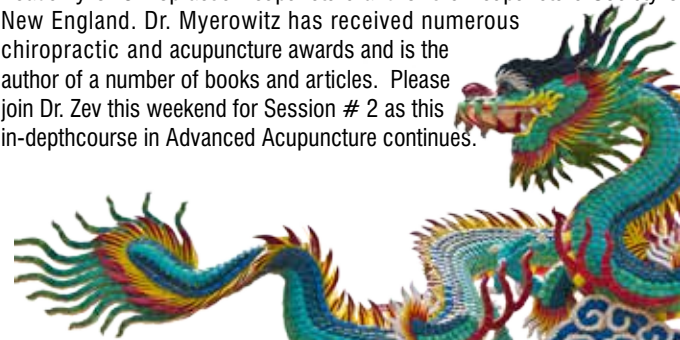 New England. Dr. Myerowitz has received numerous
chiropractic and acupuncture awards and is the
author of a number of books and articles. Please
join Dr. Zev this weekend for Session # 2 as this
in-depthcourse in Advanced Acupuncture continues.